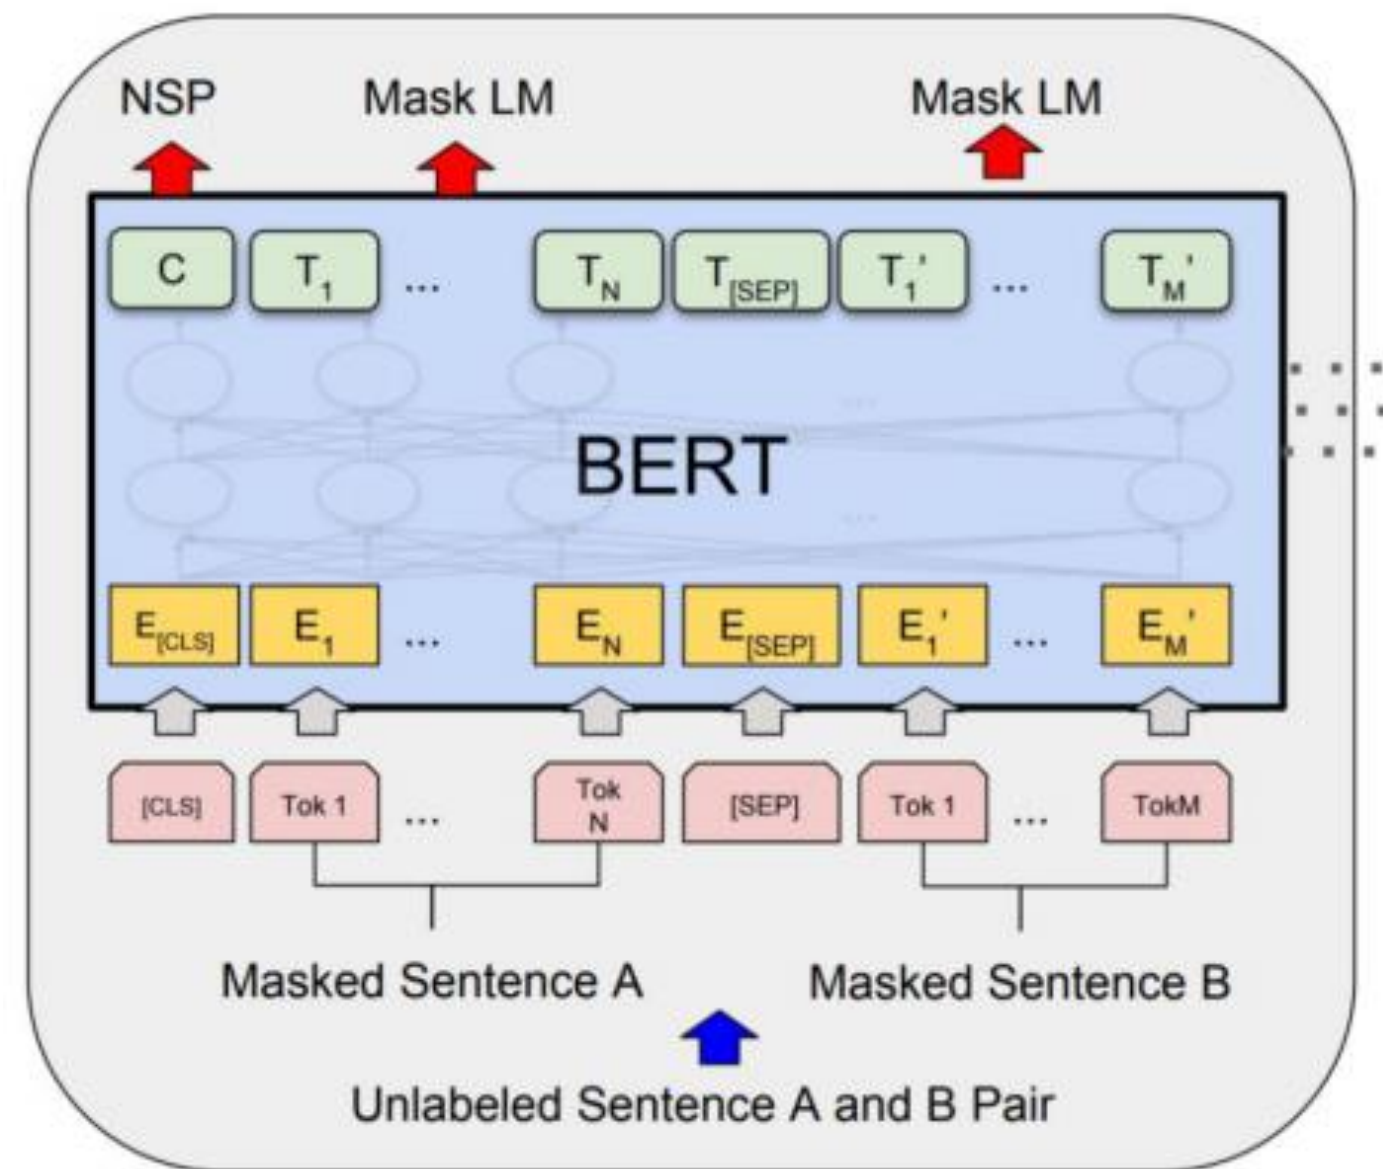 NSP Mask LM Mask LM
C T1 ... TN T[SEP] T1' ... TM'
...
BERT
...
E[CLS] E1 ... EN E[SEP] E1' ... EM'
[CLS] Tok 1 ... Tok N [SEP] Tok 1 ... TokM
Masked Sentence A Masked Sentence B
Unlabeled Sentence A and B Pair